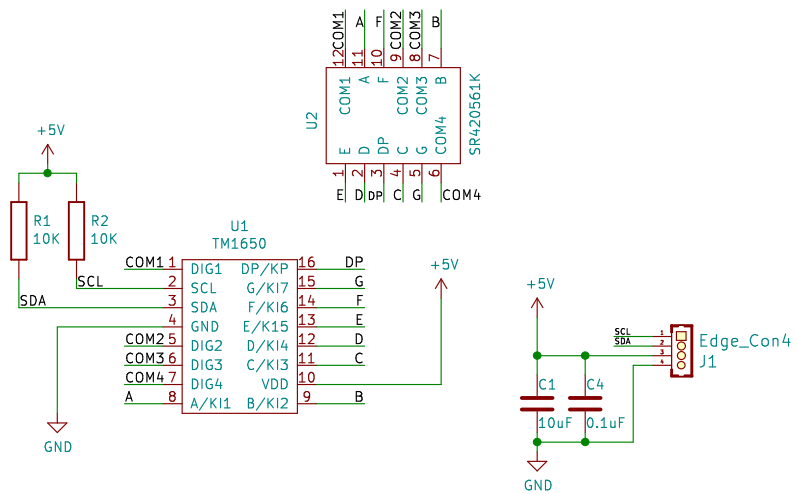 COM1 A F COM2 COM3 B
12 11 10 9 8 7
COM1 A F COM2 COM3 B
U2
SR420561K
E D DP C G COM4
1 2 3 4 5 6
E D DP C G COM4
+5V
R1
10K
R2
10K
SCL
SDA
U1
TM1650
COM1 1 DIG1 DP/KP 16 DP
2 SCL G/KI7 15 G
3 SDA F/KI6 14 F
4 GND E/K15 13 E
COM2 5 DIG2 D/KI4 12 D
COM3 6 DIG3 C/KI3 11 C
COM4 7 DIG4 VDD 10
A 8 A/KI1 B/KI2 9 B
GND
+5V
+5V
SCL 1
SDA 2
3
4
Edge_Con4
J1
C1
10uF
C4
0.1uF
GND